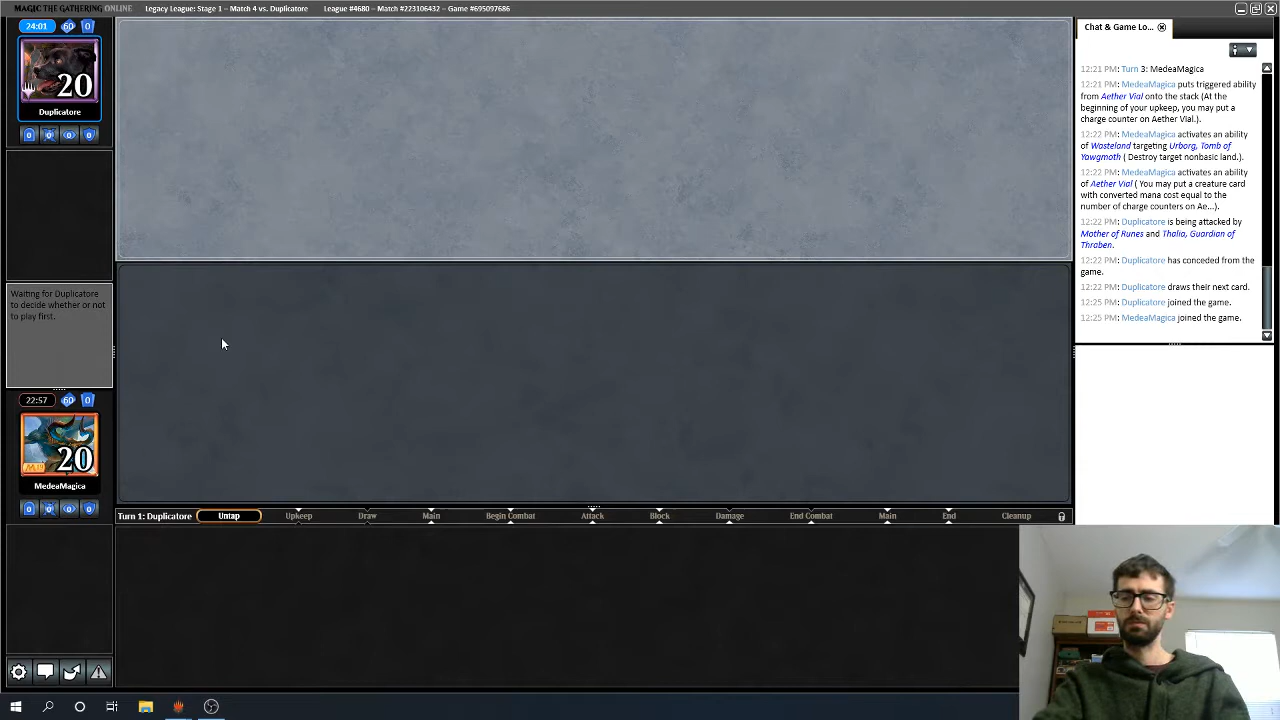 MAGIC THE GATHERING ONLINE Legacy League: Stage 1 – Match 4 vs. Duplicatore League #4680 – Match #223106432 – Game #695097686
24:01 60 0
20
Duplicatore
0 0 0 0
Waiting for Duplicatore
to decide whether or not
to play first.
22:57 60 0
20
MedeaMagica
0 0 0 0
Turn 1: Duplicatore Untap Upkeep Draw Main Begin Combat Attack Block Damage End Combat Main End Cleanup
Chat & Game Lo...
12:21 PM: Turn 3: MedeaMagica
12:21 PM: MedeaMagica puts triggered ability
from Aether Vial onto the stack (At the
beginning of your upkeep, you may put a
charge counter on Aether Vial.).
12:22 PM: MedeaMagica activates an ability
of Wasteland targeting Urborg, Tomb of
Yawgmoth ( Destroy target nonbasic land.).
12:22 PM: MedeaMagica activates an ability
of Aether Vial ( You may put a creature card
with converted mana cost equal to the
number of charge counters on Ae...).
12:22 PM: Duplicatore is being attacked by
Mother of Runes and Thalia, Guardian of
Thraben.
12:22 PM: Duplicatore has conceded from the
game.
12:22 PM: Duplicatore draws their next card.
12:25 PM: Duplicatore joined the game.
12:25 PM: MedeaMagica joined the game.